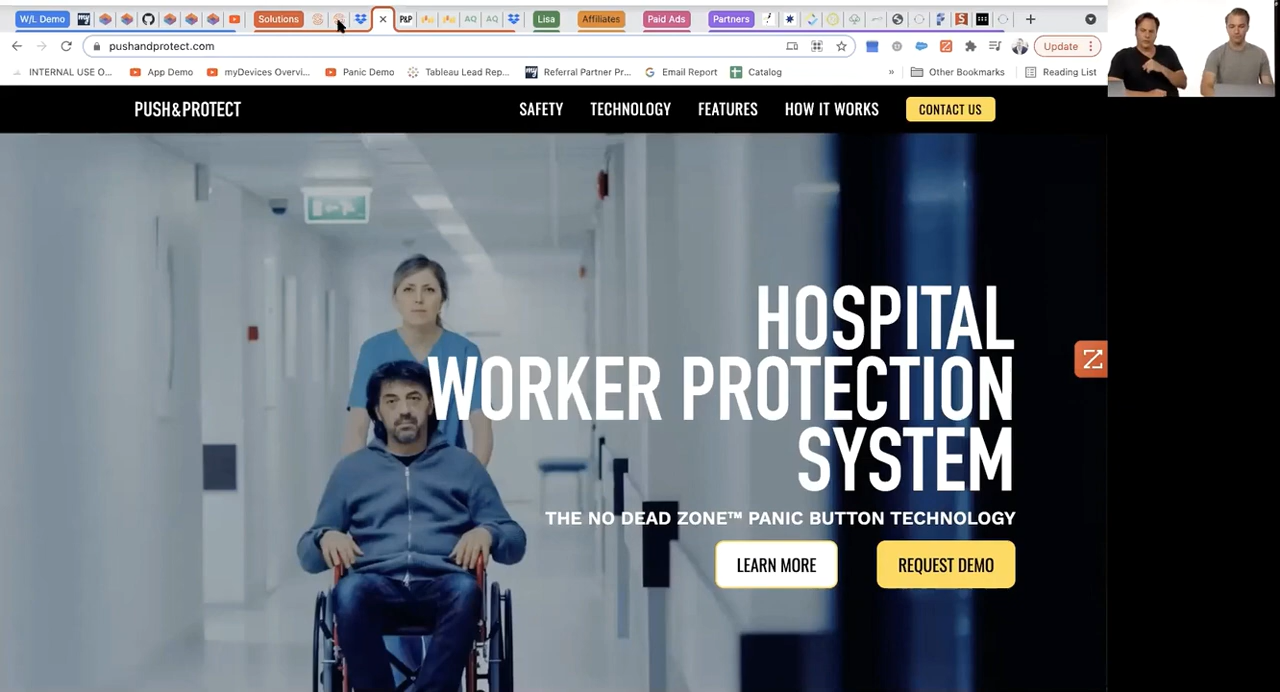 W/L Demo
Solutions
P&P
AQ
AQ
Lisa
Affiliates
Paid Ads
Partners
pushandprotect.com
Update
INTERNAL USE O...
App Demo
myDevices Overvi...
Panic Demo
Tableau Lead Rep...
Referral Partner Pr...
Email Report
Catalog
»
Other Bookmarks
Reading List
PUSH&PROTECT
SAFETY
TECHNOLOGY
FEATURES
HOW IT WORKS
CONTACT US
HOSPITAL
WORKER PROTECTION
SYSTEM
THE NO DEAD ZONE™ PANIC BUTTON TECHNOLOGY
LEARN MORE
REQUEST DEMO